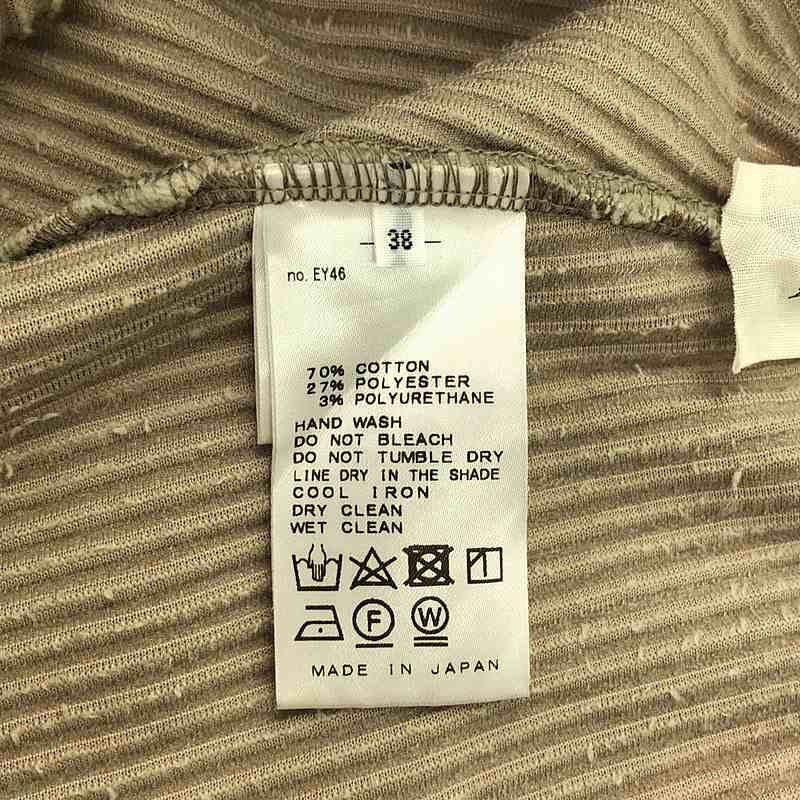 - 38 -
no. EY46
70% COTTON
27% POLYESTER
3% POLYURETHANE
HAND WASH
DO NOT BLEACH
DO NOT TUMBLE DRY
LINE DRY IN THE SHADE
COOL IRON
DRY CLEAN
WET CLEAN
F W
MADE IN JAPAN